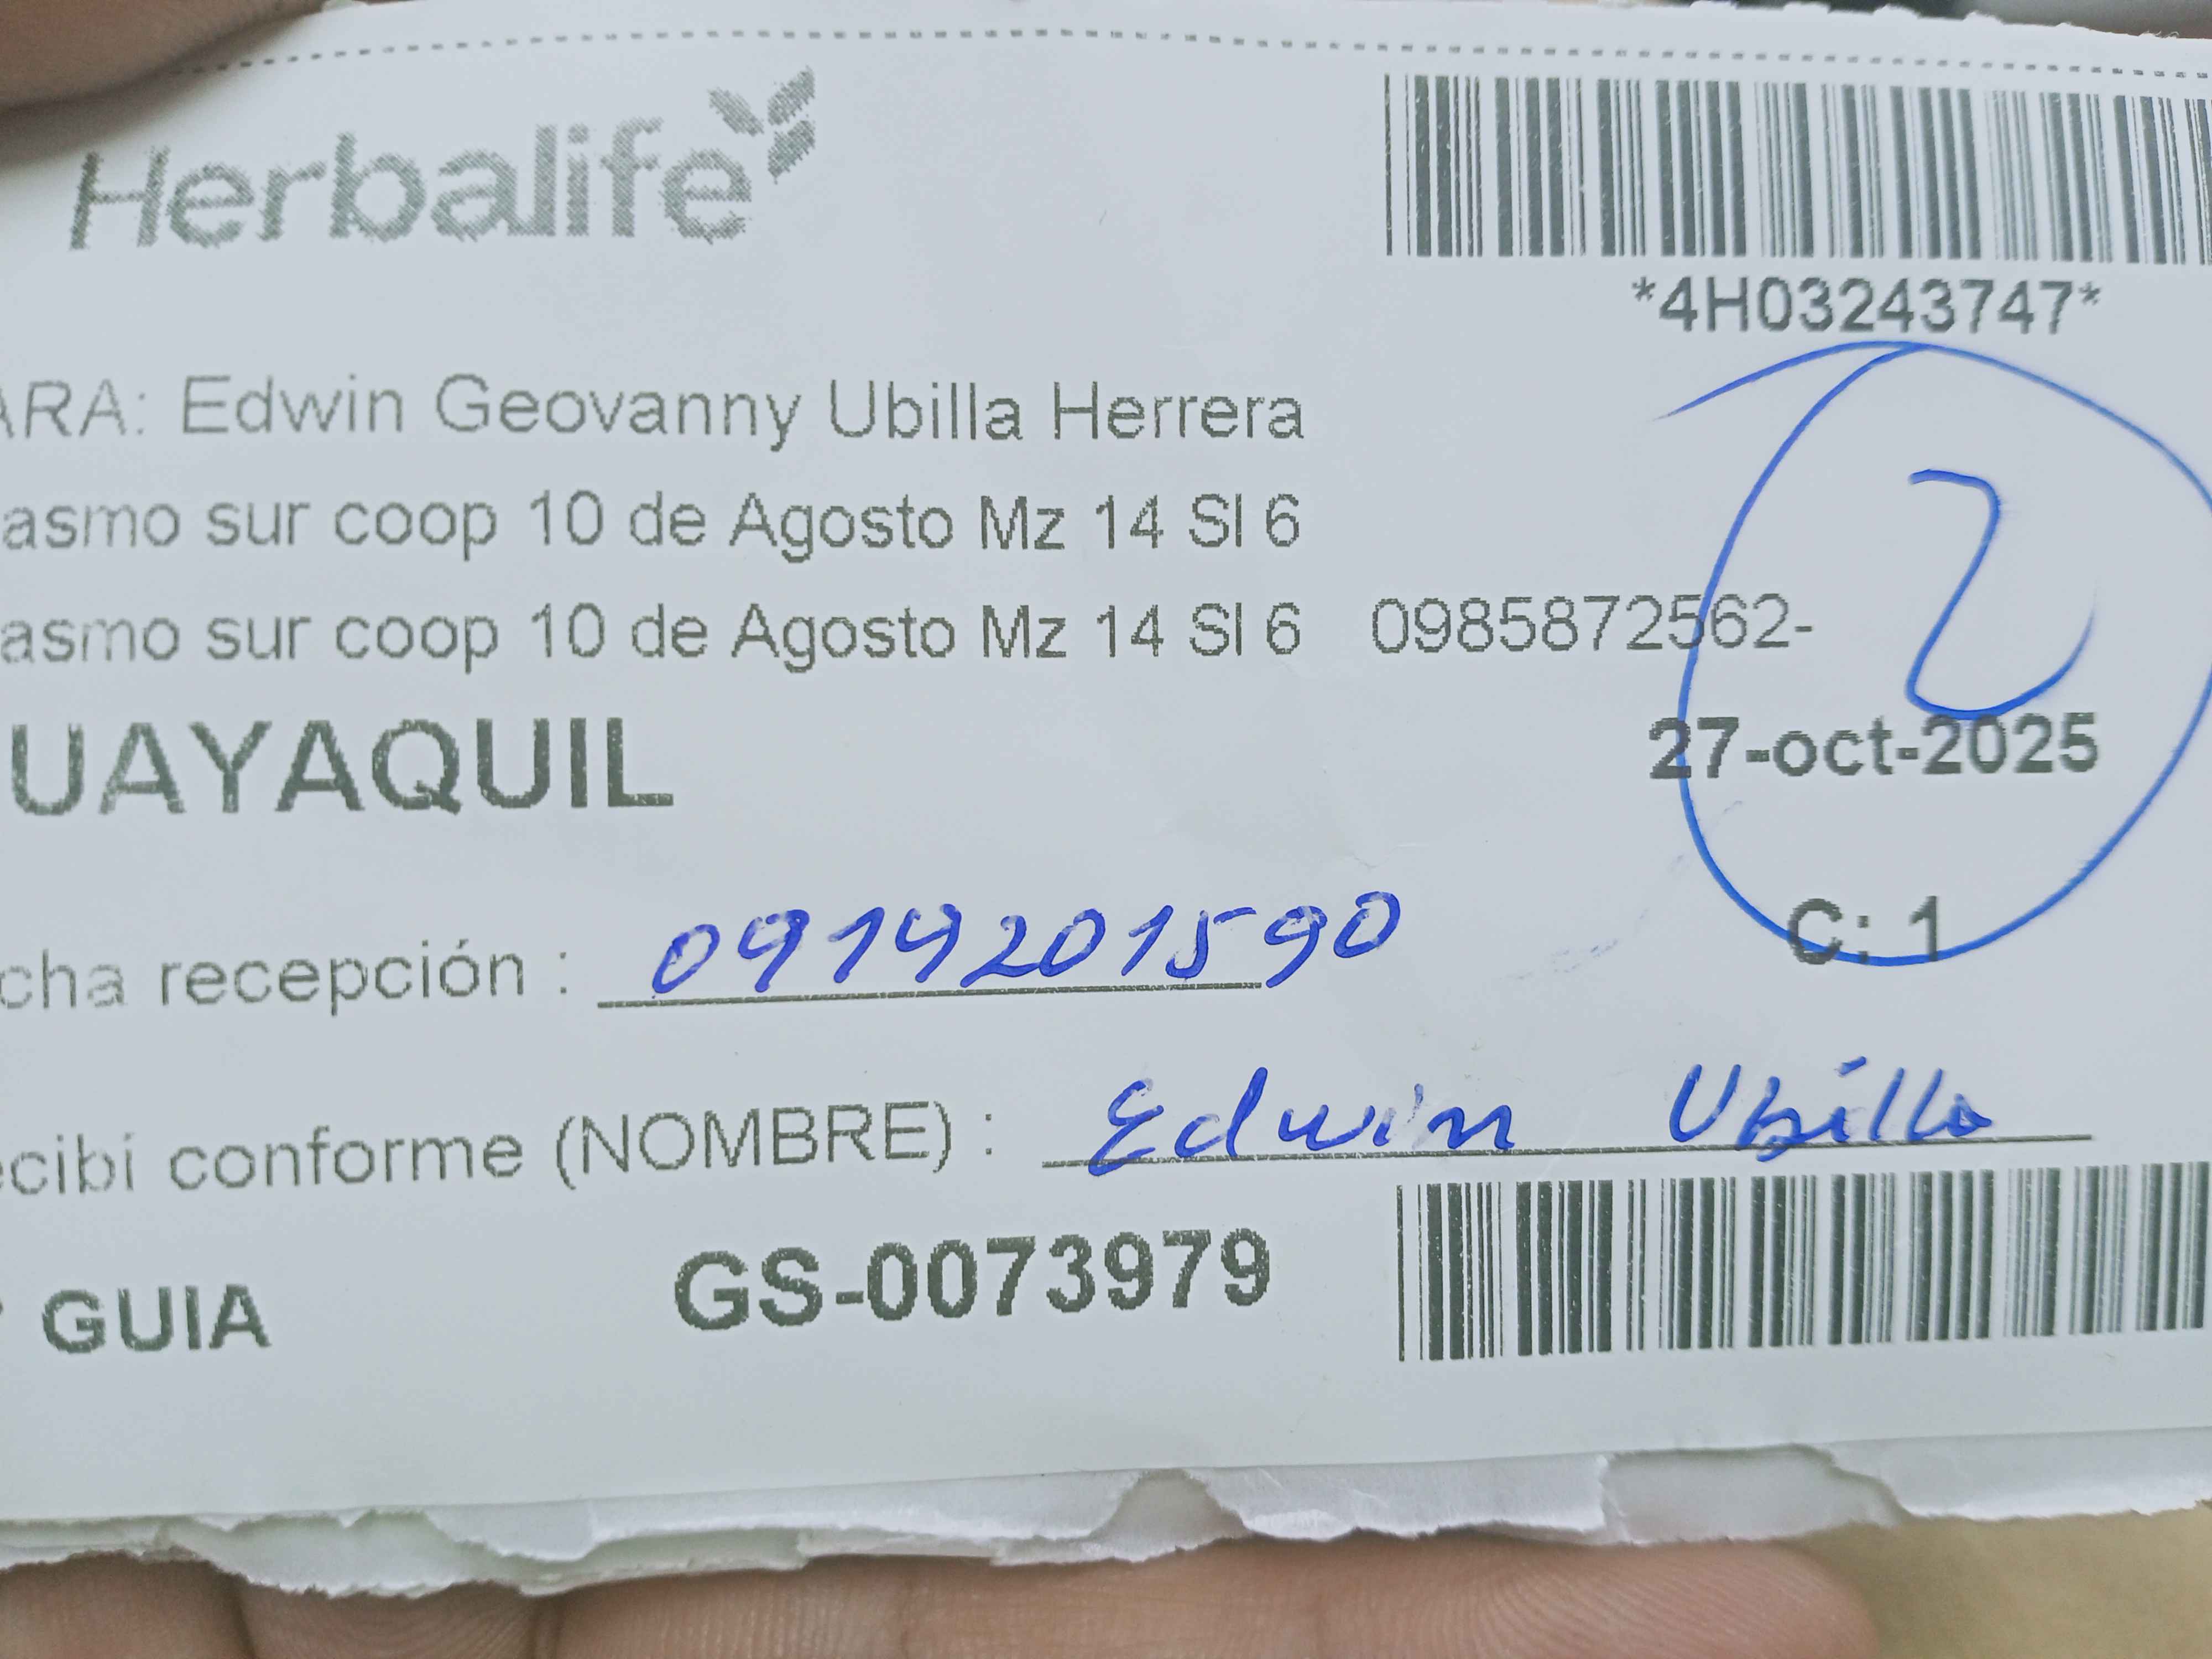 Herbalife
*4H03243747*
ARA: Edwin Geovanny Ubilla Herrera
asmo sur coop 10 de Agosto Mz 14 Sl 6
asmo sur coop 10 de Agosto Mz 14 Sl 6 0985872562-
2
UAYAQUIL
27-oct-2025
C: 1
cha recepción : 0919201590
ecibí conforme (NOMBRE) : Edwin Ubilla
GUIA GS-0073979